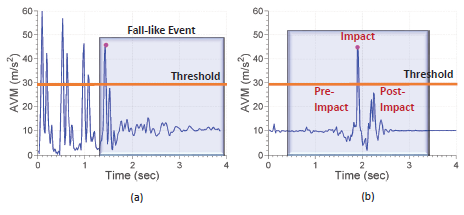 60
50
40
30
20
10
0
AVM (m/s²)
Fall-like Event
Threshold
0 1 2 3 4
Time (sec)
(a)
60
50
40
30
20
10
0
AVM (m/s²)
Impact
Threshold
Pre-
Impact
Post-
Impact
0 1 2 3 4
Time (sec)
(b)